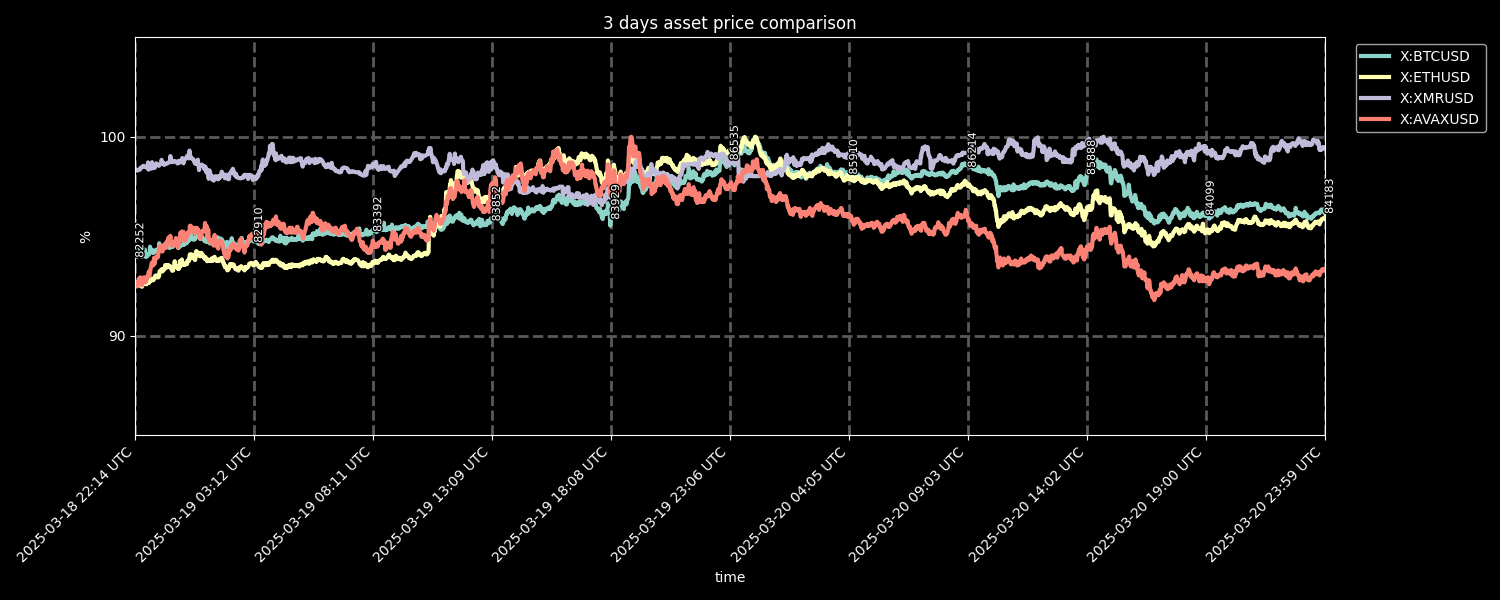 3 days asset price comparison
X:BTCUSD
X:ETHUSD
X:XMRUSD
X:AVAXUSD
100
90
%
82252
82910
83392
83852
83929
86535
85910
86214
85888
84099
84183
2025-03-18 22:14 UTC
2025-03-19 03:12 UTC
2025-03-19 08:11 UTC
2025-03-19 13:09 UTC
2025-03-19 18:08 UTC
2025-03-19 23:06 UTC
2025-03-20 04:05 UTC
2025-03-20 09:03 UTC
2025-03-20 14:02 UTC
2025-03-20 19:00 UTC
2025-03-20 23:59 UTC
time